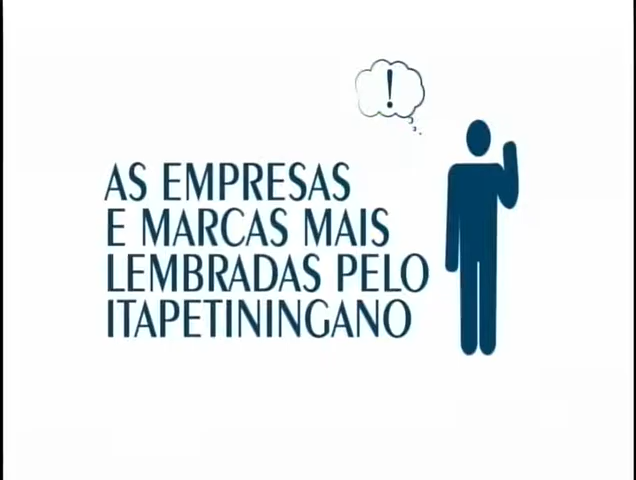 !
AS EMPRESAS
E MARCAS MAIS
LEMBRADAS PELO
ITAPETININGANO